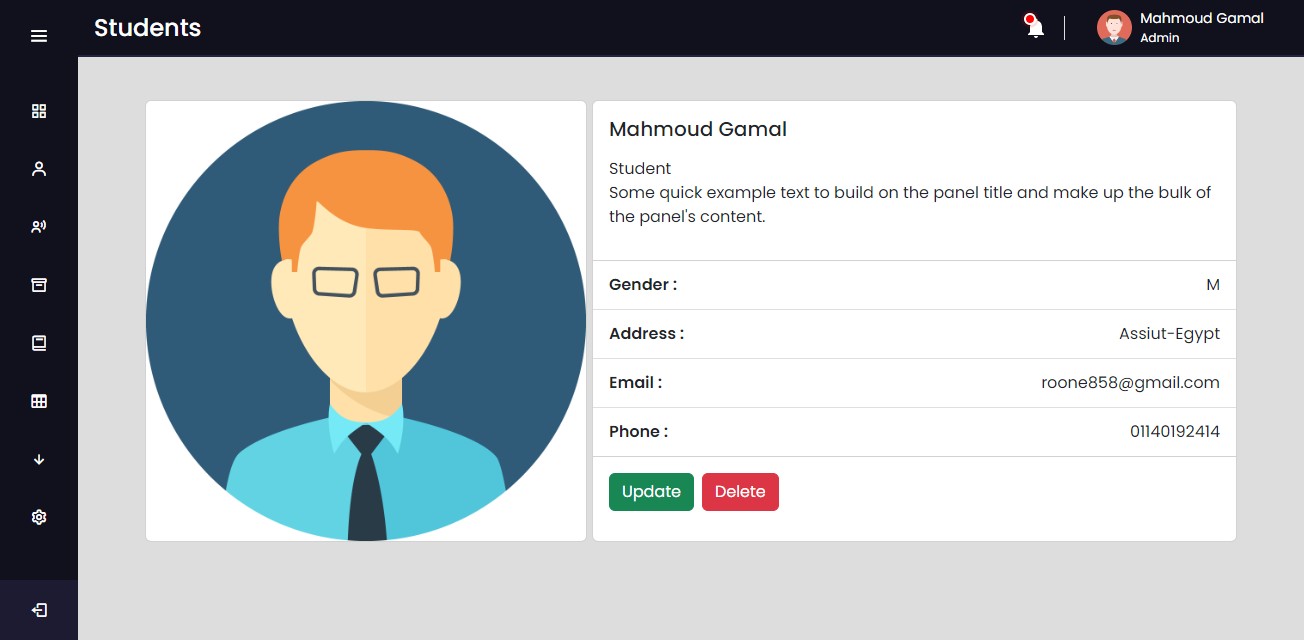 Students
Mahmoud Gamal
Admin
Mahmoud Gamal
Student
Some quick example text to build on the panel title and make up the bulk of
the panel's content.
Gender : M
Address : Assiut-Egypt
Email : roone858@gmail.com
Phone : 01140192414
Update Delete